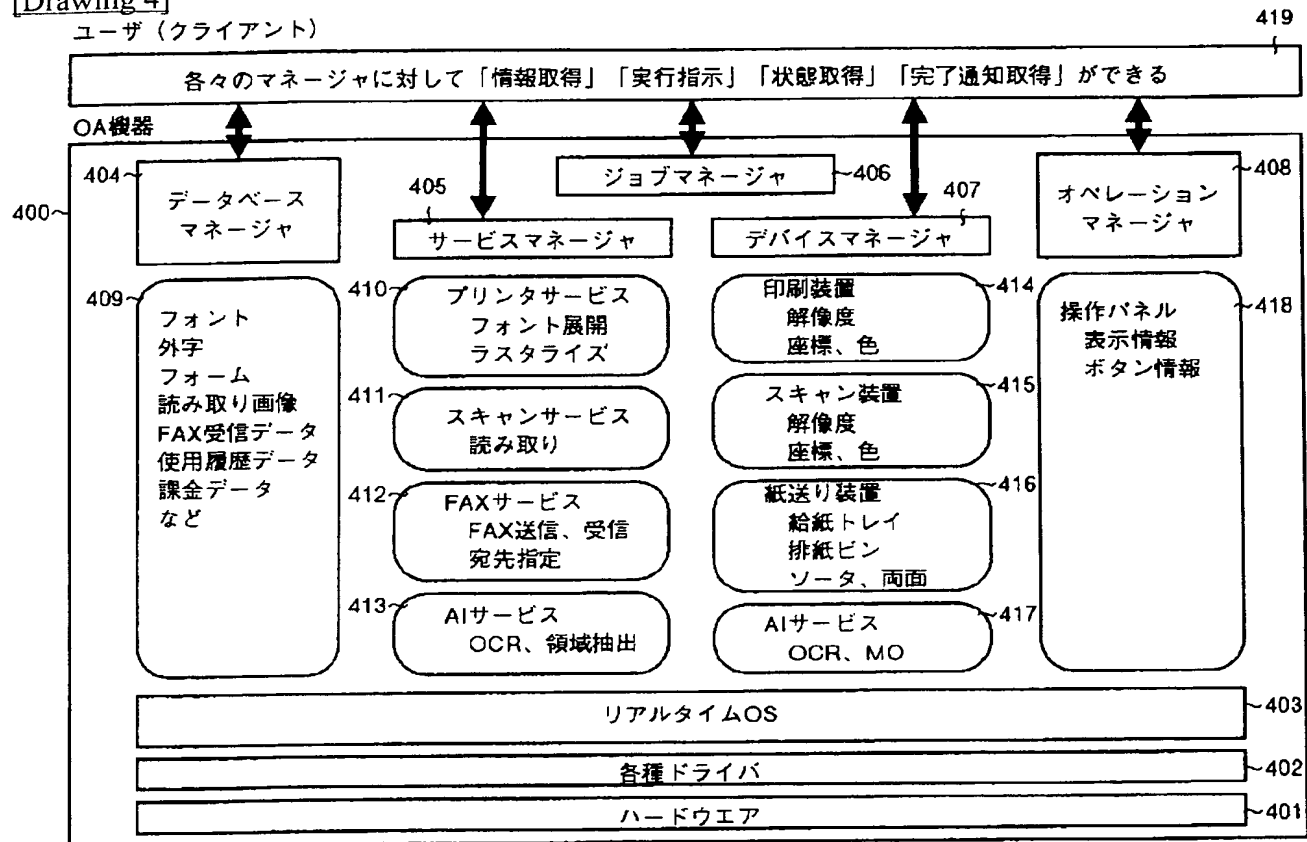 [Drawing 4]
ユーザ（クライアント）
419
各々のマネージャに対して「情報取得」「実行指示」「状態取得」「完了通知取得」ができる
OA機器
400
404
データベース
マネージャ
405
サービスマネージャ
ジョブマネージャ
406
407
デバイスマネージャ
408
オペレーション
マネージャ
409
フォント
外字
フォーム
読み取り画像
FAX受信データ
使用履歴データ
課金データ
など
410
プリンタサービス
フォント展開
ラスタライズ
411
スキャンサービス
読み取り
412
FAXサービス
FAX送信、受信
宛先指定
413
AIサービス
OCR、領域抽出
414
印刷装置
解像度
座標、色
415
スキャン装置
解像度
座標、色
416
紙送り装置
給紙トレイ
排紙ビン
ソータ、両面
417
AIサービス
OCR、MO
418
操作パネル
表示情報
ボタン情報
リアルタイムOS
403
各種ドライバ
402
ハードウエア
401